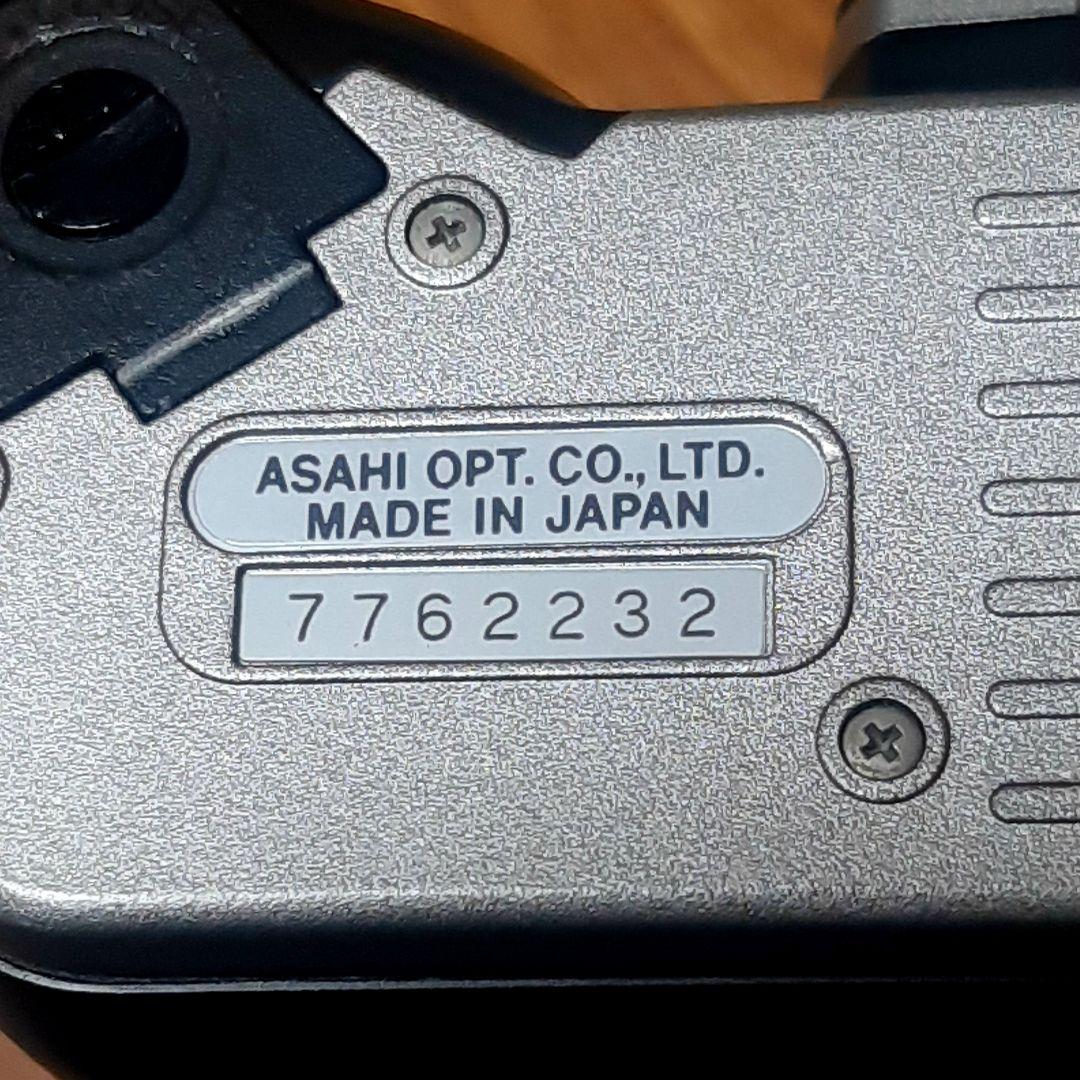 ASAHI OPT. CO., LTD.
MADE IN JAPAN
7762232